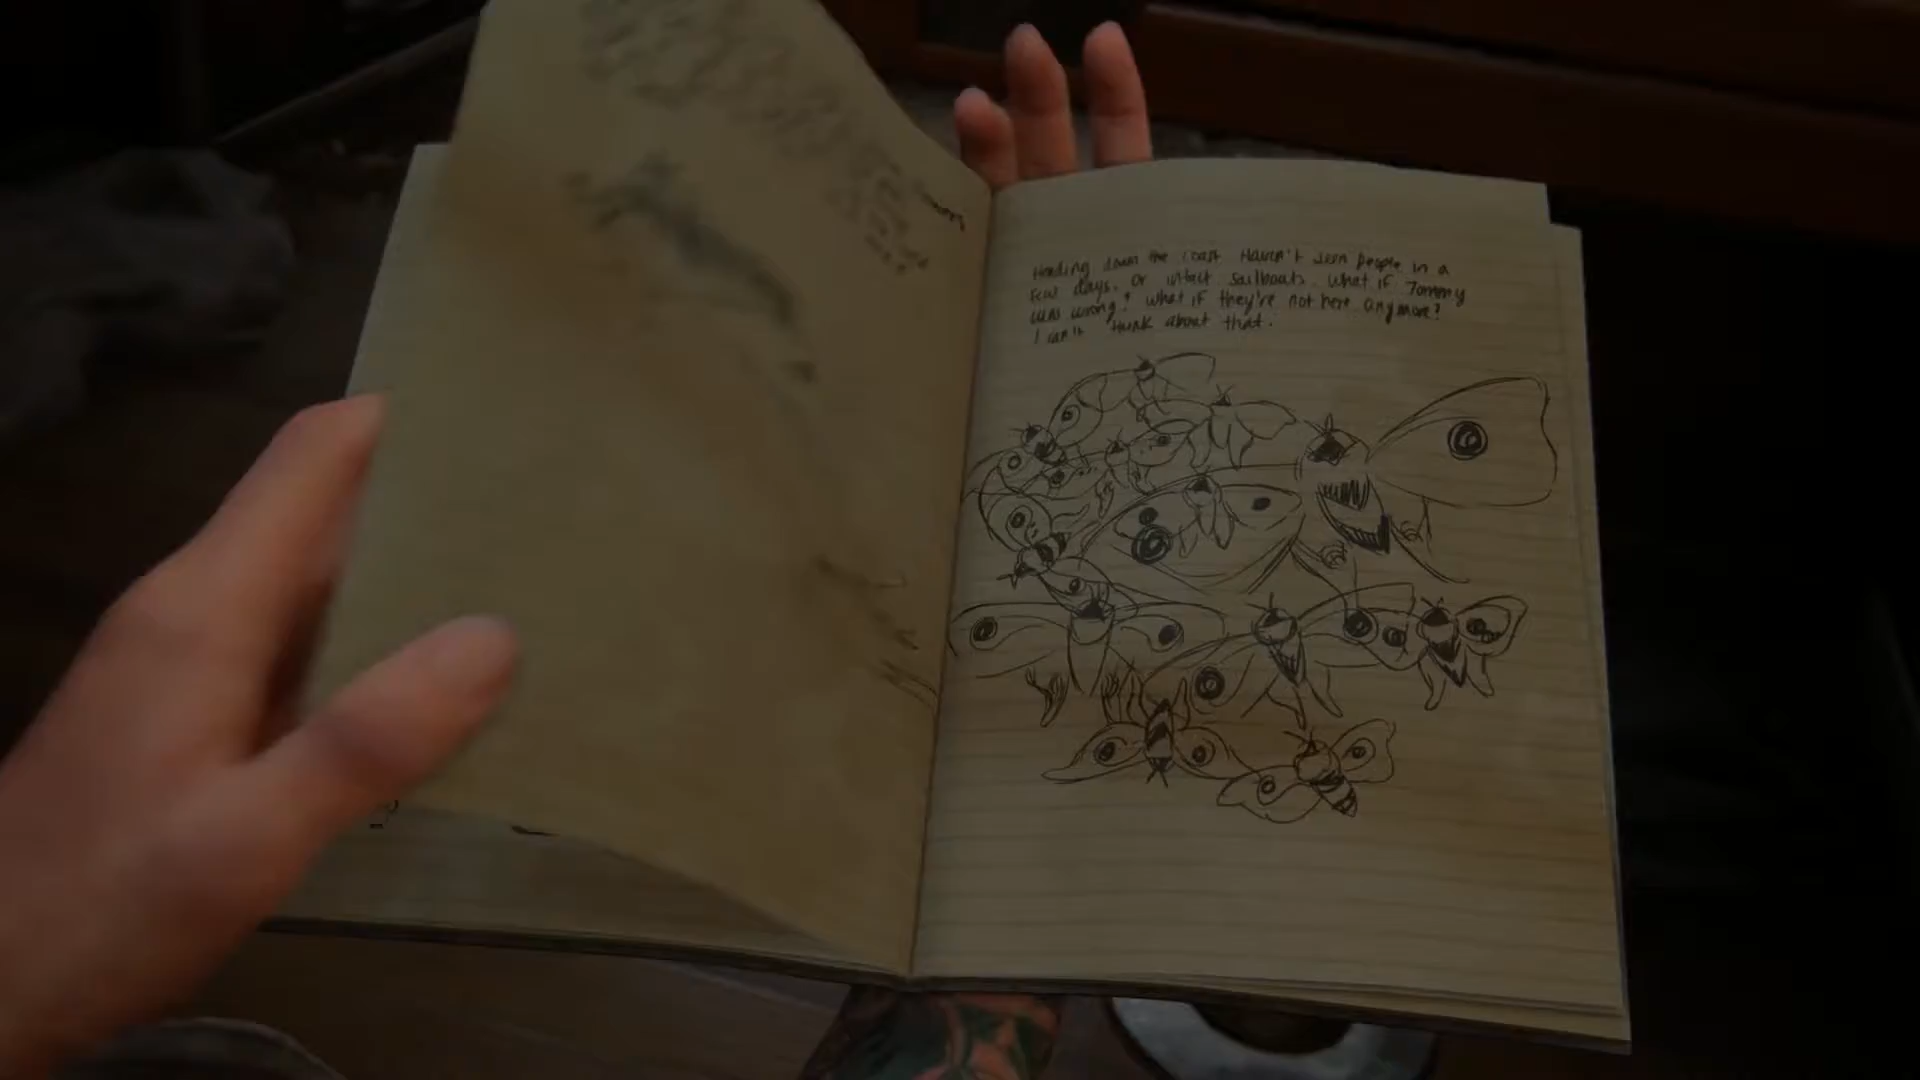 Heading down the coast Haven't seen people in a
few days. Or intact sailboats. What if Tommy
was wrong? What if they're not here anymore?
I can't think about that.